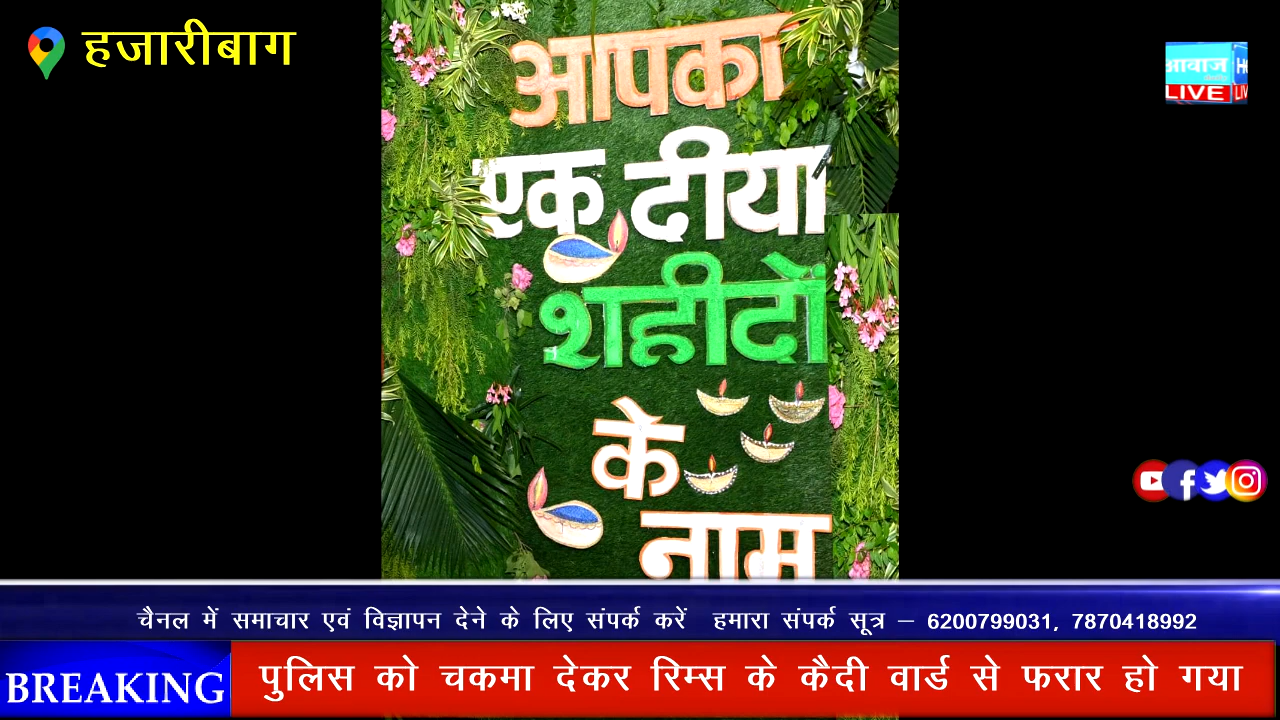 हजारीबाग
आवाज
LIVE
आपका
एक दीया
शहीदों
के
नाम
चैनल में समाचार एवं विज्ञापन देने के लिए संपर्क करें हमारा संपर्क सूत्र – 6200799031, 7870418992
BREAKING
पुलिस को चकमा देकर रिम्स के कैदी वार्ड से फरार हो गया